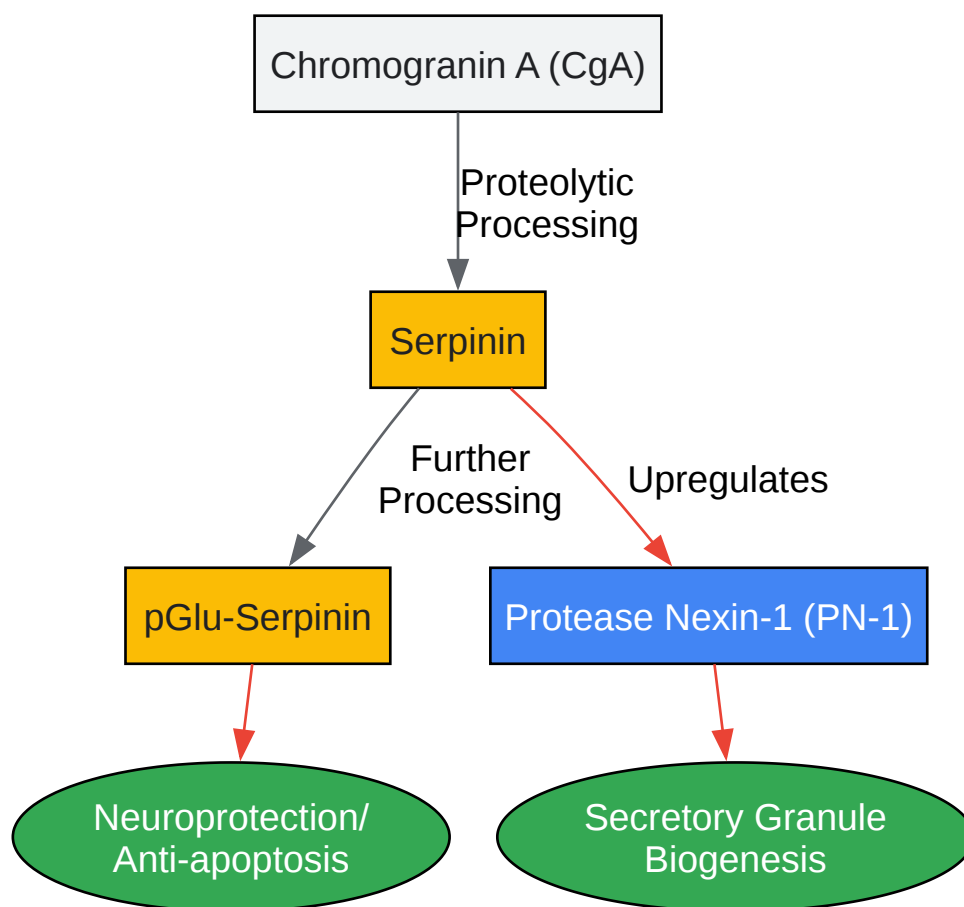 Chromogranin A (CgA)
Proteolytic
Processing
Serpinin
Further
Processing
Upregulates
pGlu-Serpinin
Protease Nexin-1 (PN-1)
Neuroprotection/
Anti-apoptosis
Secretory Granule
Biogenesis